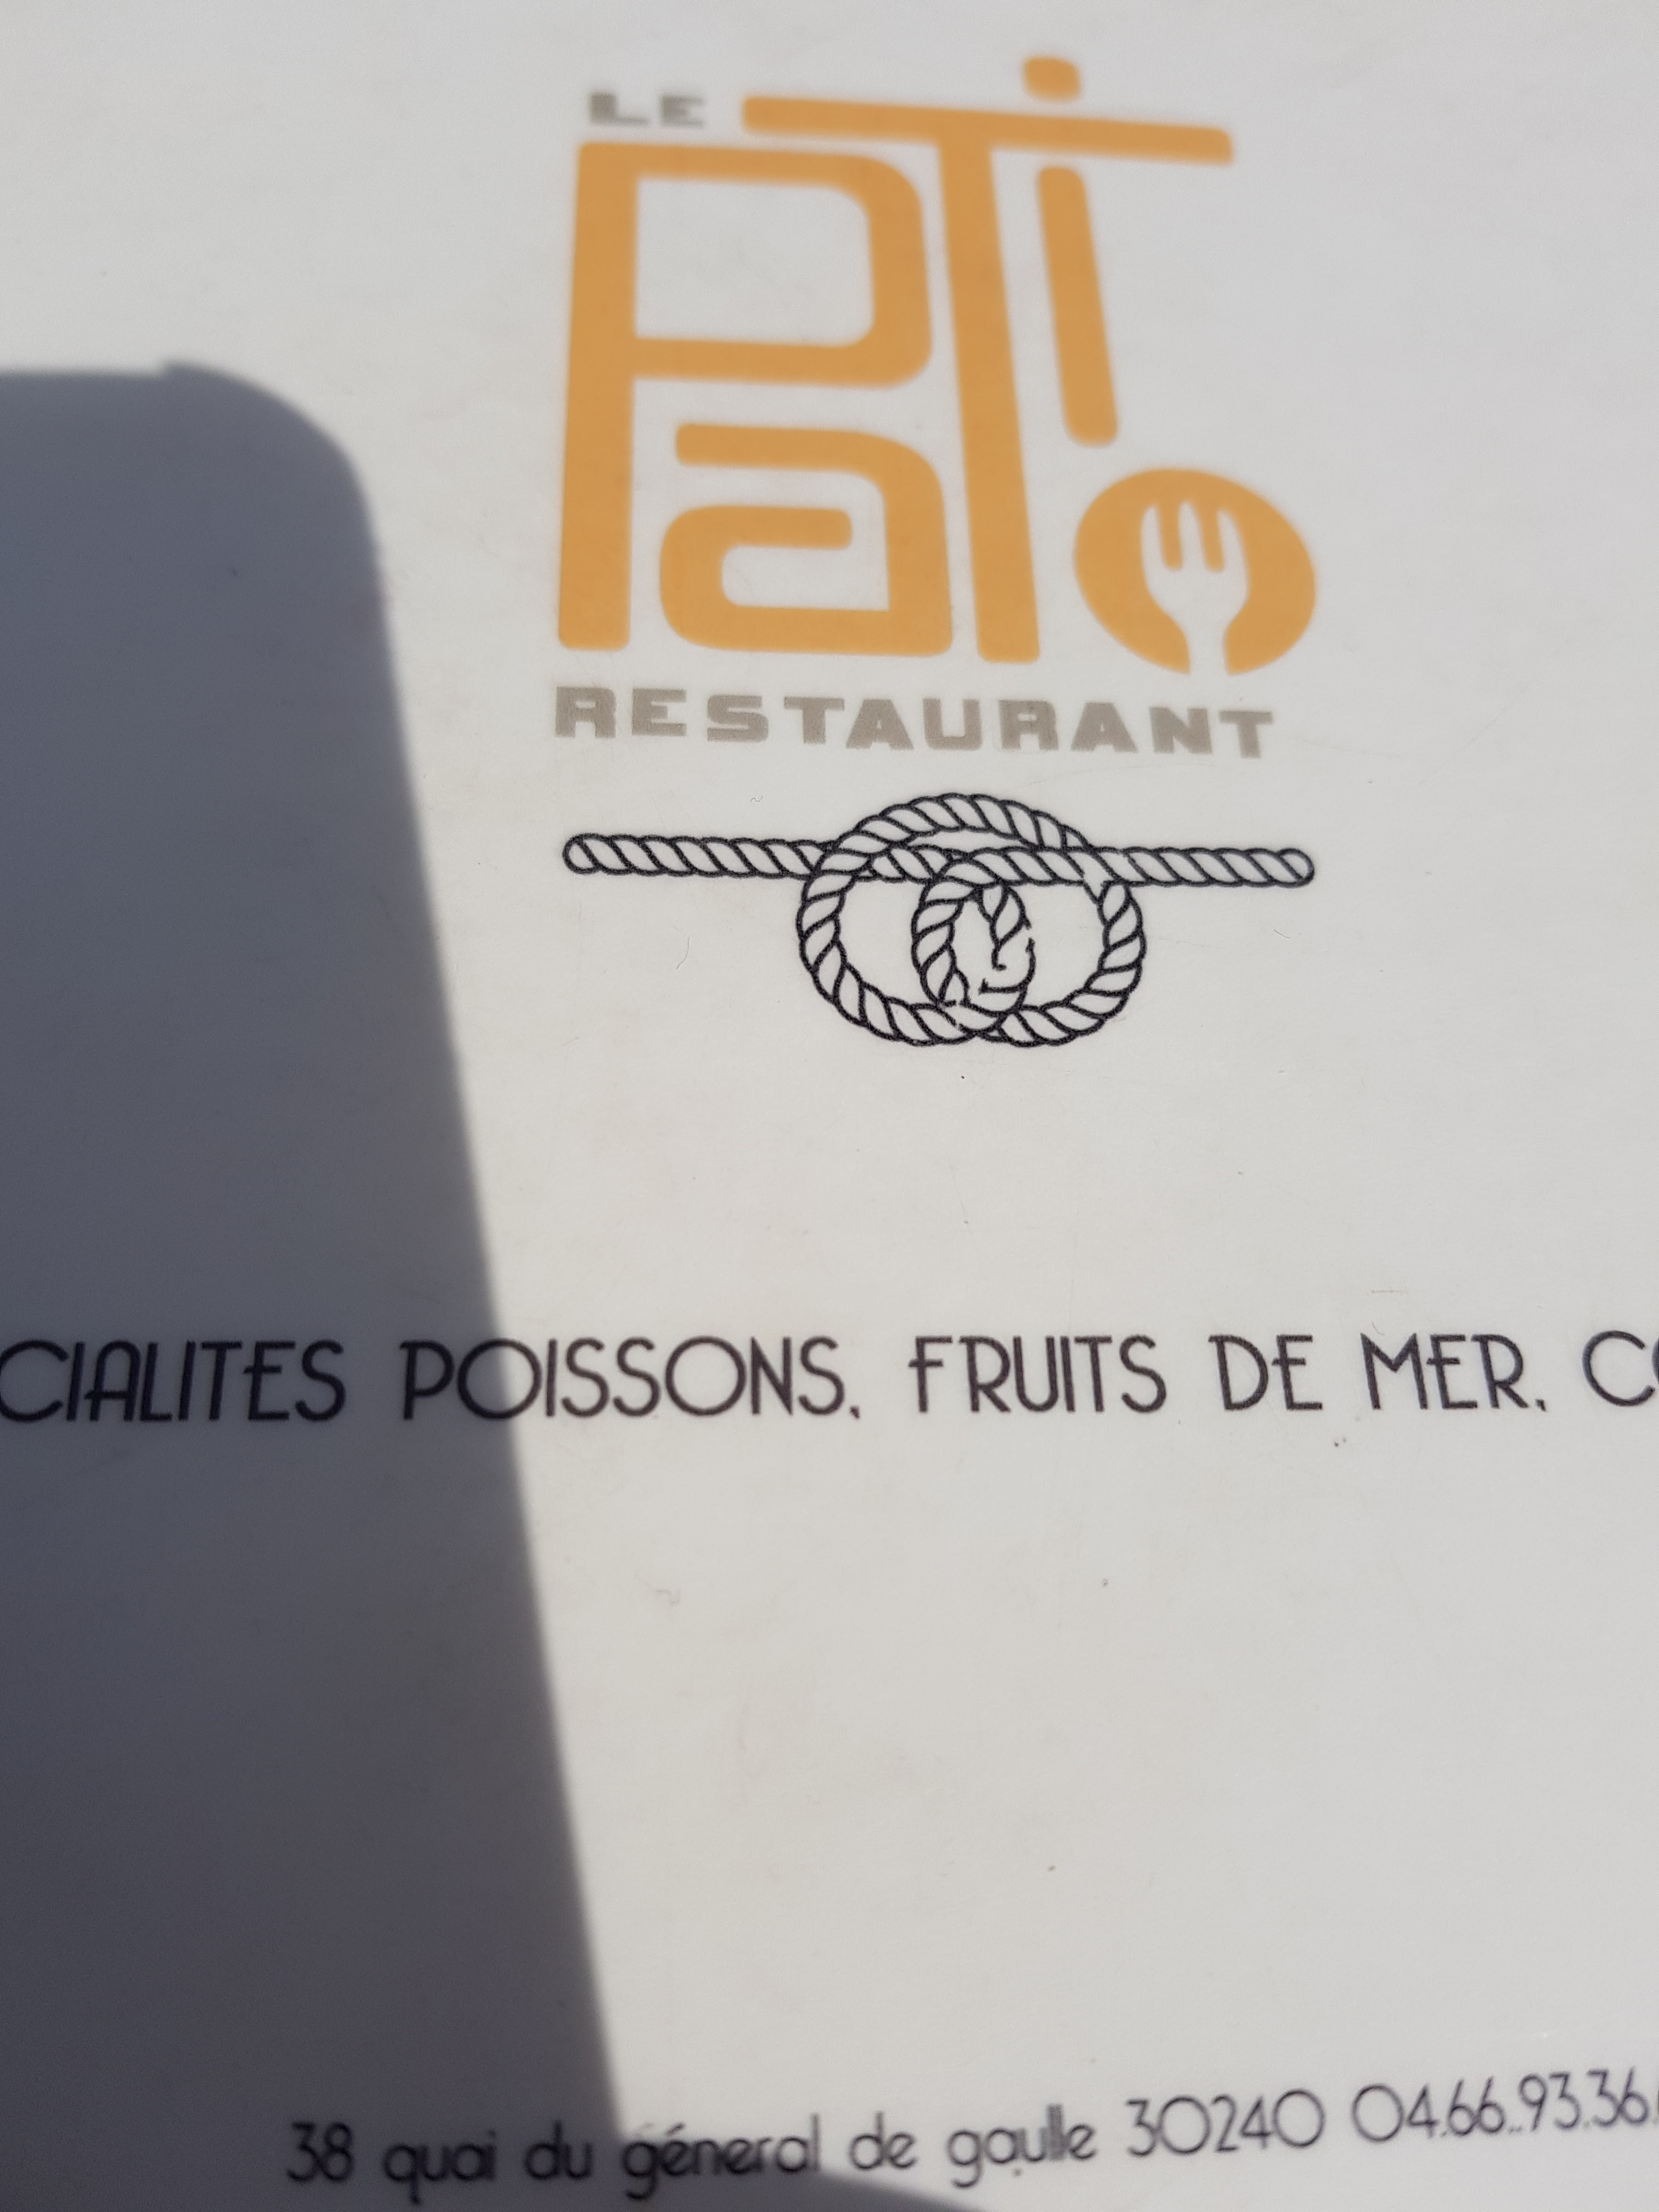 LE
PaTio
RESTAURANT
CIALITES POISSONS, FRUITS DE MER, CO
38 quai du géneral de gaulle 30240 04.66..93.36.